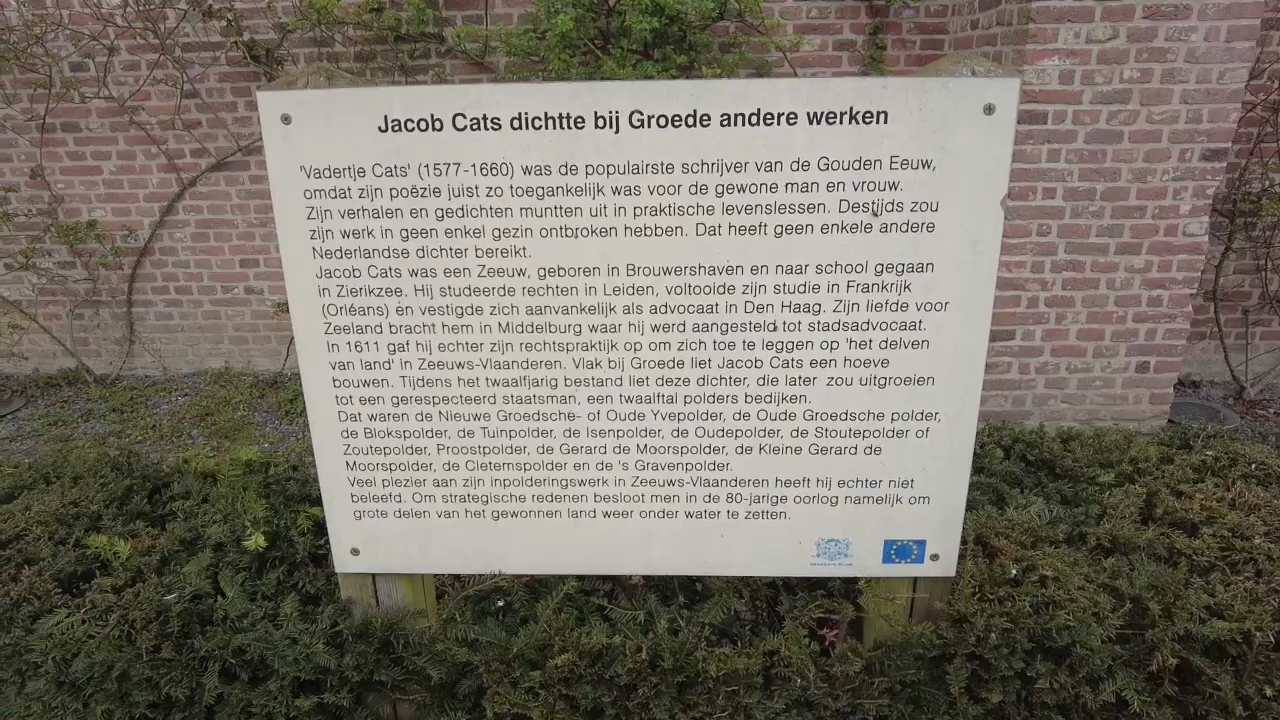 Jacob Cats dichtte bij Groede andere werken
'Vadertje Cats' (1577-1660) was de populairste schrijver van de Gouden Eeuw,
omdat zijn poëzie juist zo toegankelijk was voor de gewone man en vrouw.
Zijn verhalen en gedichten muntten uit in praktische levenslessen. Destijds zou
zijn werk in geen enkel gezin ontbroken hebben. Dat heeft geen enkele andere
Nederlandse dichter bereikt.
Jacob Cats was een Zeeuw, geboren in Brouwershaven en naar school gegaan
in Zierikzee. Hij studeerde rechten in Leiden, voltooide zijn studie in Frankrijk
(Orléans) en vestigde zich aanvankelijk als advocaat in Den Haag. Zijn liefde voor
Zeeland bracht hem in Middelburg waar hij werd aangesteld tot stadsadvocaat.
In 1611 gaf hij echter zijn rechtspraktijk op om zich toe te leggen op 'het delven
van land' in Zeeuws-Vlaanderen. Vlak bij Groede liet Jacob Cats een hoeve
bouwen. Tijdens het twaalfjarig bestand liet deze dichter, die later zou uitgroeien
tot een gerespecteerd staatsman, een twaalftal polders bedijken.
Dat waren de Nieuwe Groedsche- of Oude Yvepolder, de Oude Groedsche polder,
de Blokspolder, de Tuinpolder, de Isenpolder, de Oudepolder, de Stoutepolder of
Zoutepolder, Proostpolder, de Gerard de Moorspolder, de Kleine Gerard de
Moorspolder, de Cletemspolder en de 's Gravenpolder.
Veel plezier aan zijn inpolderingswerk in Zeeuws-Vlaanderen heeft hij echter niet
beleefd. Om strategische redenen besloot men in de 80-jarige oorlog namelijk om
grote delen van het gewonnen land weer onder water te zetten.